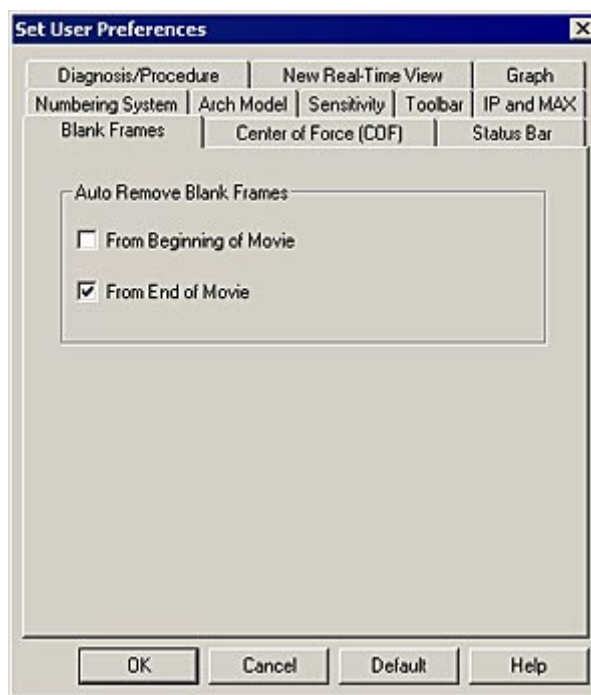 Set User Preferences
Diagnosis/Procedure New Real-Time View Graph
Numbering System Arch Model Sensitivity Toolbar IP and MAX
Blank Frames Center of Force (COF) Status Bar
Auto Remove Blank Frames
From Beginning of Movie
From End of Movie
OK Cancel Default Help